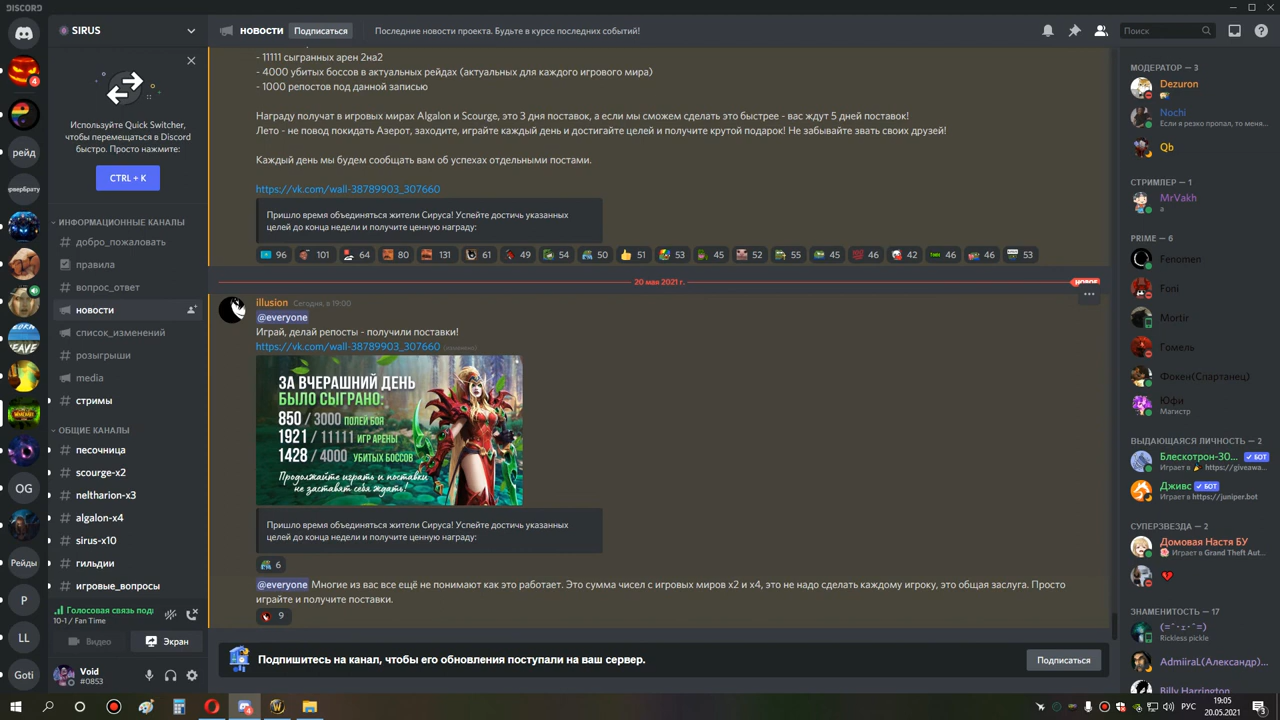 DISCORD
SIRUS
новости
Подписаться
Последние новости проекта. Будьте в курсе последних событий!
Поиск
4
рейд
OG
Рейды
P
LL
Goti
Используйте Quick Switcher,
чтобы перемещаться в Discord
быстро. Просто нажмите:
CTRL + K
ИНФОРМАЦИОННЫЕ КАНАЛЫ
добро_пожаловать
правила
вопрос_ответ
новости
список_изменений
розыгрыши
media
стримы
ОБЩИЕ КАНАЛЫ
песочница
scourge-x2
neltharion-x3
algalon-x4
sirus-x10
гильдии
игровые_вопросы
Голосовая связь подк
10-1 / Fan Time
Видео
Экран
Void
#0853
- 11111 сыгранных арен 2на2
- 4000 убитых боссов в актуальных рейдах (актуальных для каждого игрового мира)
- 1000 репостов под данной записью
Награду получат в игровых мирах Algalon и Scourge, это 3 дня поставок, а если мы сможем сделать это быстрее - вас ждут 5 дней поставок!
Лето - не повод покидать Азерот, заходите, играйте каждый день и достигайте целей и получите крутой подарок! Не забывайте звать своих друзей!
Каждый день мы будем сообщать вам об успехах отдельными постами.
https://vk.com/wall-38789903_307660
Пришло время объединяться жители Сируса! Успейте достичь указанных
целей до конца недели и получите ценную награду:
96 101 64 80 131 61 49 54 50 51 53 45 52 55 45 46 42 46 46 53
20 мая 2021 г.
НОВОЕ
illusion Сегодня, в 19:00
@everyone
Играй, делай репосты - получили поставки!
https://vk.com/wall-38789903_307660 (изменено)
ЗА ВЧЕРАШНИЙ ДЕНЬ
БЫЛО СЫГРАНО:
850 / 3000 ПОЛЕЙ БОЯ
1921 / 11111 ИГР АРЕНЫ
1428 / 4000 УБИТЫХ БОССОВ
Продолжайте играть и поставки
не заставят себя ждать!
Пришло время объединяться жители Сируса! Успейте достичь указанных
целей до конца недели и получите ценную награду:
6
@everyone Многие из вас все ещё не понимают как это работает. Это сумма чисел с игровых миров x2 и x4, это не надо сделать каждому игроку, это общая заслуга. Просто
играйте и получите поставки.
9
Подпишитесь на канал, чтобы его обновления поступали на ваш сервер.
Подписаться
МОДЕРАТОР — 3
Dezuron
Nochi
Если я резко пропал, то меня...
Qb
СТРИМЛЕР — 1
MrVakh
a
PRIME — 6
Fenomen
Foni
Mortir
Гомель
Фокен(Спартанец)
Юфи
Магистр
ВЫДАЮЩАЯСЯ ЛИЧНОСТЬ — 2
Блескотрон-30... БОТ
Играет в https://giveawa...
Дживс БОТ
Играет в https://juniper.bot
СУПЕРЗВЕЗДА — 2
Домовая Настя БУ
Играет в Grand Theft Aut...
ЗНАМЕНИТОСТЬ — 17
Rickless pickle
AdmiiraL(Александр)...
Billy Harrington
4
РУС
19:05
20.05.2021
3